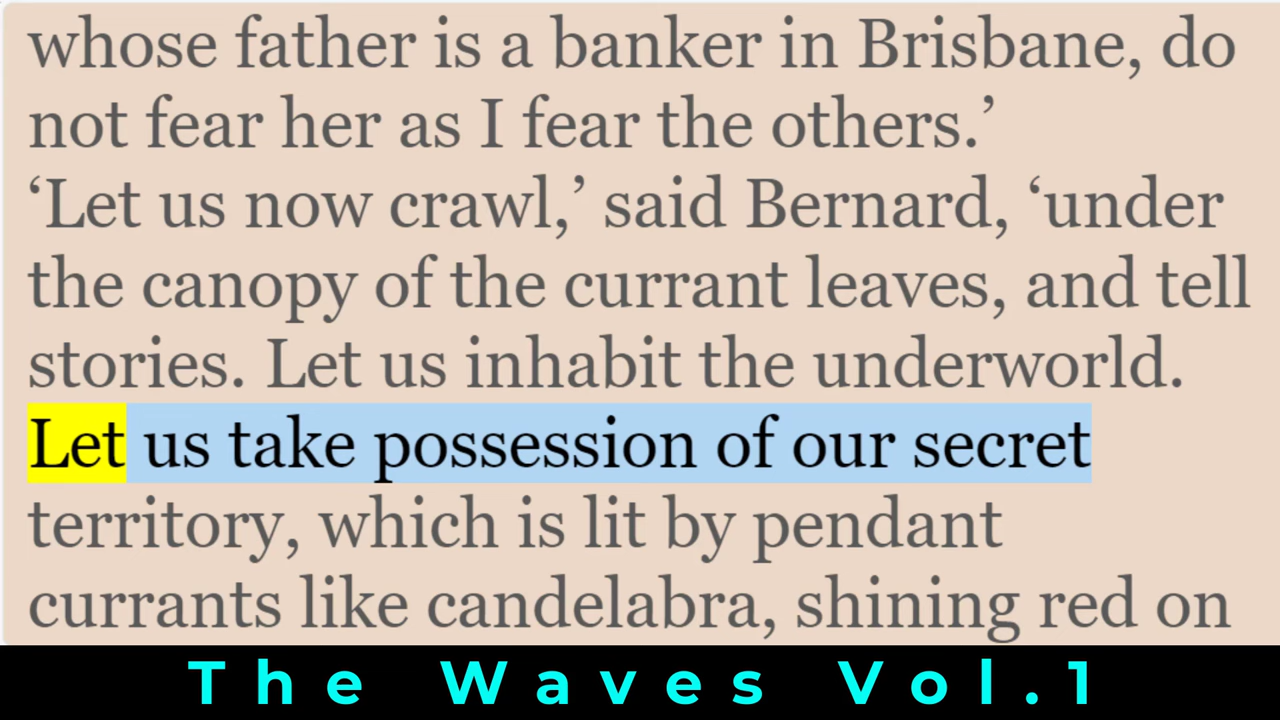 whose father is a banker in Brisbane, do
not fear her as I fear the others.’
‘Let us now crawl,’ said Bernard, ‘under
the canopy of the currant leaves, and tell
stories. Let us inhabit the underworld.
Let us take possession of our secret
territory, which is lit by pendant
currants like candelabra, shining red on
The Waves Vol.1